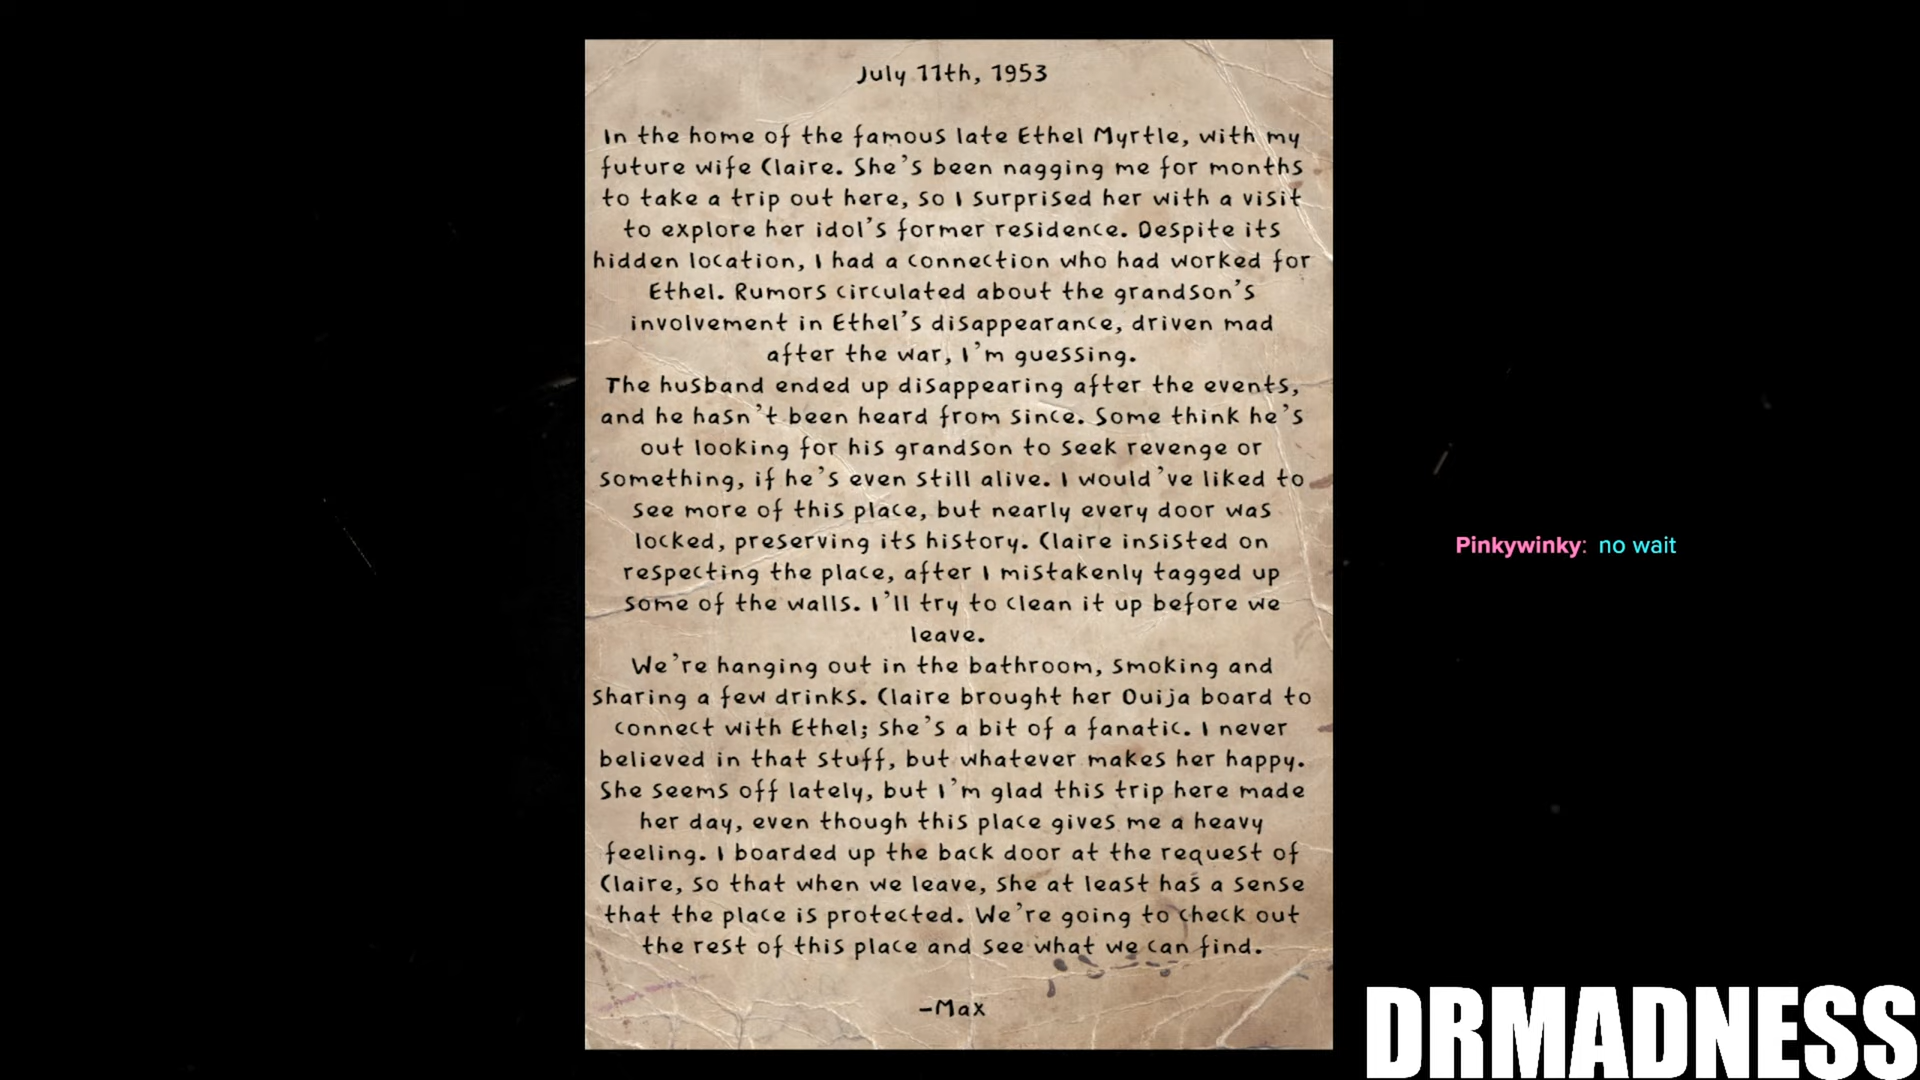 July 11th, 1953
In the home of the famous late Ethel Myrtle, with my
future wife Claire. She's been nagging me for months
to take a trip out here, so I surprised her with a visit
to explore her idol's former residence. Despite its
hidden location, I had a connection who had worked for
Ethel. Rumors circulated about the grandson's
involvement in Ethel's disappearance, driven mad
after the war, I'm guessing.
The husband ended up disappearing after the events,
and he hasn't been heard from since. Some think he's
out looking for his grandson to seek revenge or
something, if he's even still alive. I would've liked to
see more of this place, but nearly every door was
locked, preserving its history. Claire insisted on
respecting the place, after I mistakenly tagged up
some of the walls. I'll try to clean it up before we
leave.
We're hanging out in the bathroom, smoking and
sharing a few drinks. Claire brought her Ouija board to
connect with Ethel; she's a bit of a fanatic. I never
believed in that stuff, but whatever makes her happy.
She seems off lately, but I'm glad this trip here made
her day, even though this place gives me a heavy
feeling. I boarded up the back door at the request of
Claire, so that when we leave, she at least has a sense
that the place is protected. We're going to check out
the rest of this place and see what we can find.
-Max
Pinkywinky: no wait
DRMADNESS